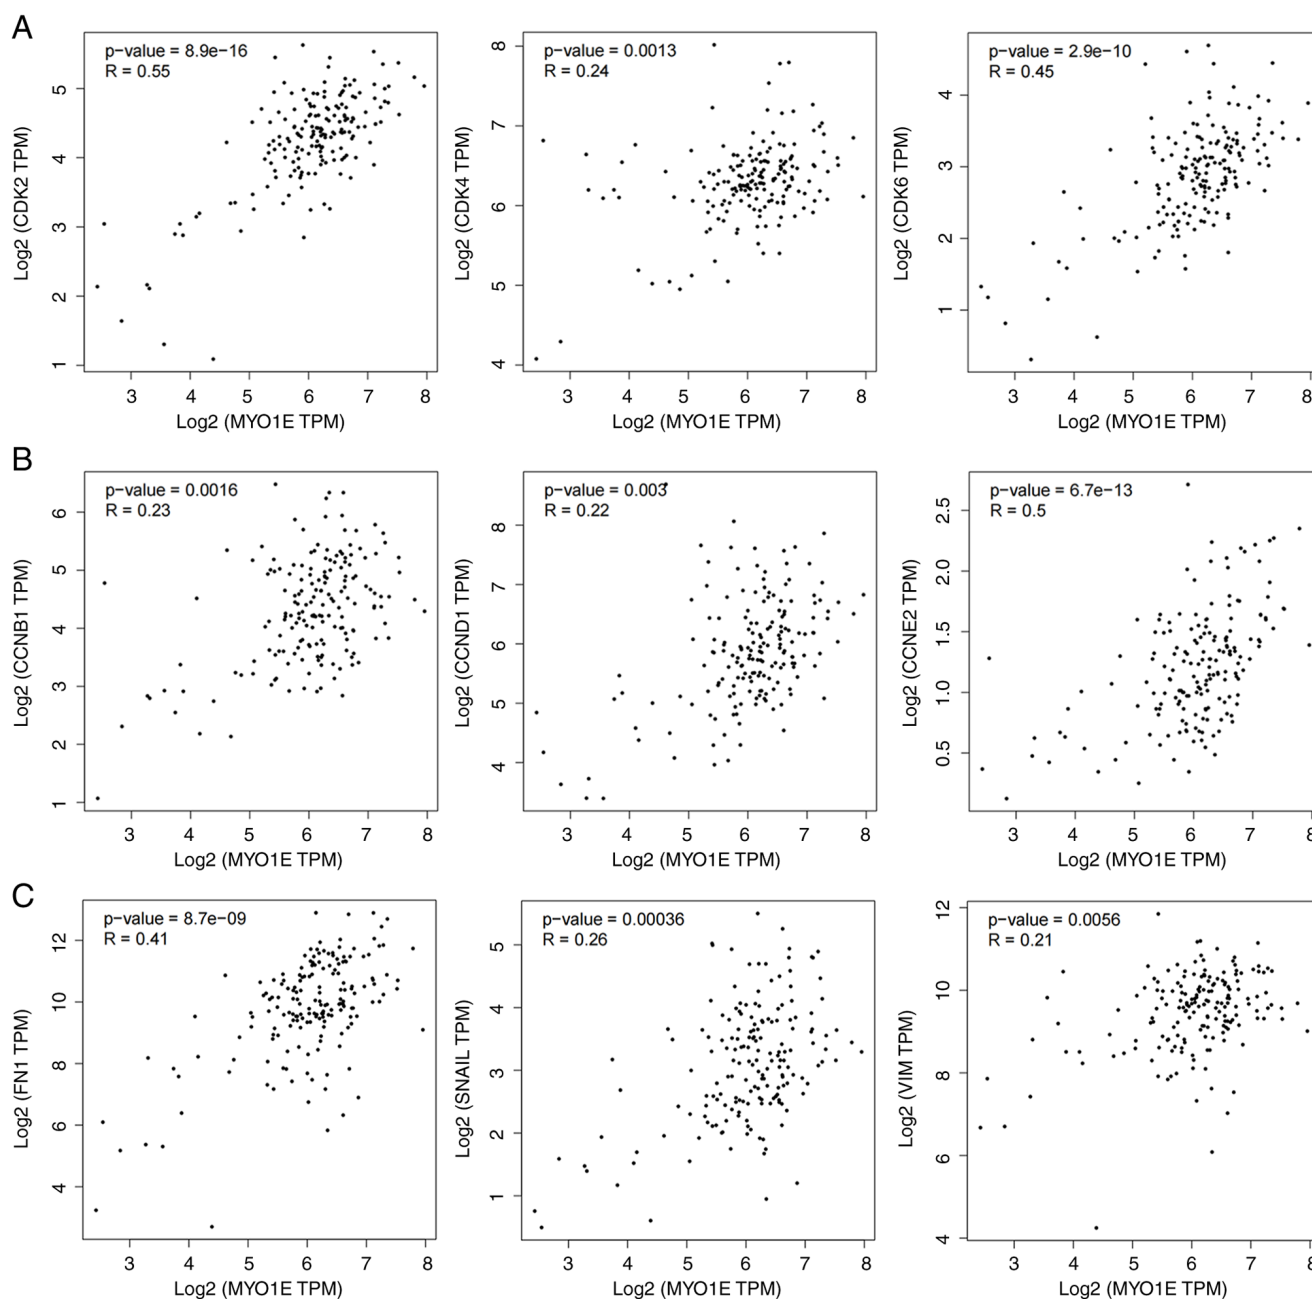 A
p-value = 8.9e-16
R = 0.55
Log2 (CDK2 TPM)
5
4
3
2
1
3 4 5 6 7 8
Log2 (MYO1E TPM)
p-value = 0.0013
R = 0.24
Log2 (CDK4 TPM)
8
7
6
5
4
3 4 5 6 7 8
Log2 (MYO1E TPM)
p-value = 2.9e-10
R = 0.45
Log2 (CDK6 TPM)
4
3
2
1
3 4 5 6 7 8
Log2 (MYO1E TPM)
B
p-value = 0.0016
R = 0.23
Log2 (CCNB1 TPM)
6
5
4
3
2
1
3 4 5 6 7 8
Log2 (MYO1E TPM)
p-value = 0.003
R = 0.22
Log2 (CCND1 TPM)
8
7
6
5
4
3 4 5 6 7 8
Log2 (MYO1E TPM)
p-value = 6.7e-13
R = 0.5
Log2 (CCNE2 TPM)
2.5
2.0
1.5
1.0
0.5
3 4 5 6 7 8
Log2 (MYO1E TPM)
C
p-value = 8.7e-09
R = 0.41
Log2 (FN1 TPM)
12
10
8
6
4
3 4 5 6 7 8
Log2 (MYO1E TPM)
p-value = 0.00036
R = 0.26
Log2 (SNAIL TPM)
5
4
3
2
1
3 4 5 6 7 8
Log2 (MYO1E TPM)
p-value = 0.0056
R = 0.21
Log2 (VIM TPM)
12
10
8
6
4
3 4 5 6 7 8
Log2 (MYO1E TPM)